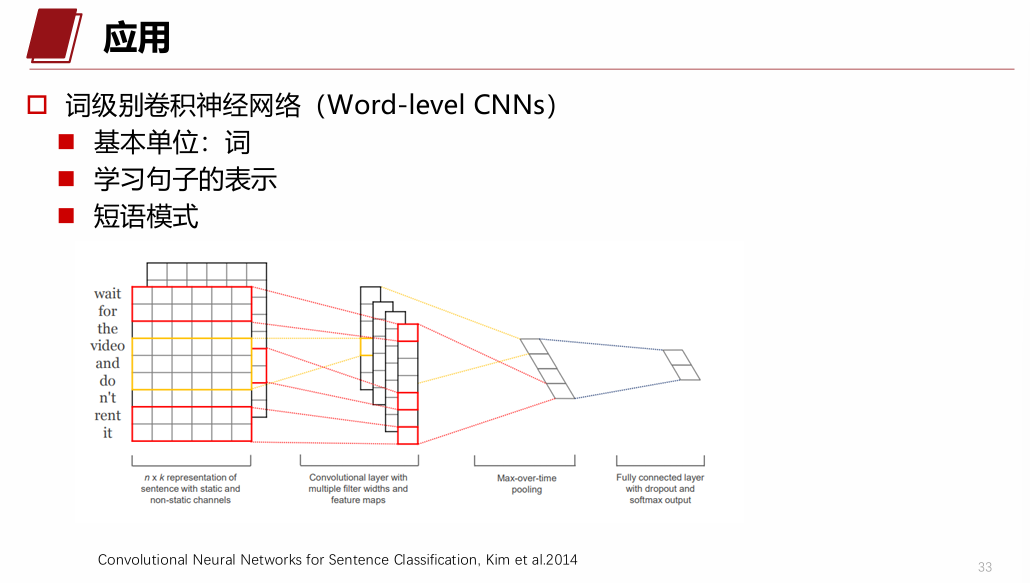 应用
词级别卷积神经网络（Word-level CNNs）
基本单位：词
学习句子的表示
短语模式
wait
for
the
video
and
do
n't
rent
it
n x k representation of
sentence with static and
non-static channels
Convolutional layer with
multiple filter widths and
feature maps
Max-over-time
pooling
Fully connected layer
with dropout and
softmax output
Convolutional Neural Networks for Sentence Classification, Kim et al.2014
33